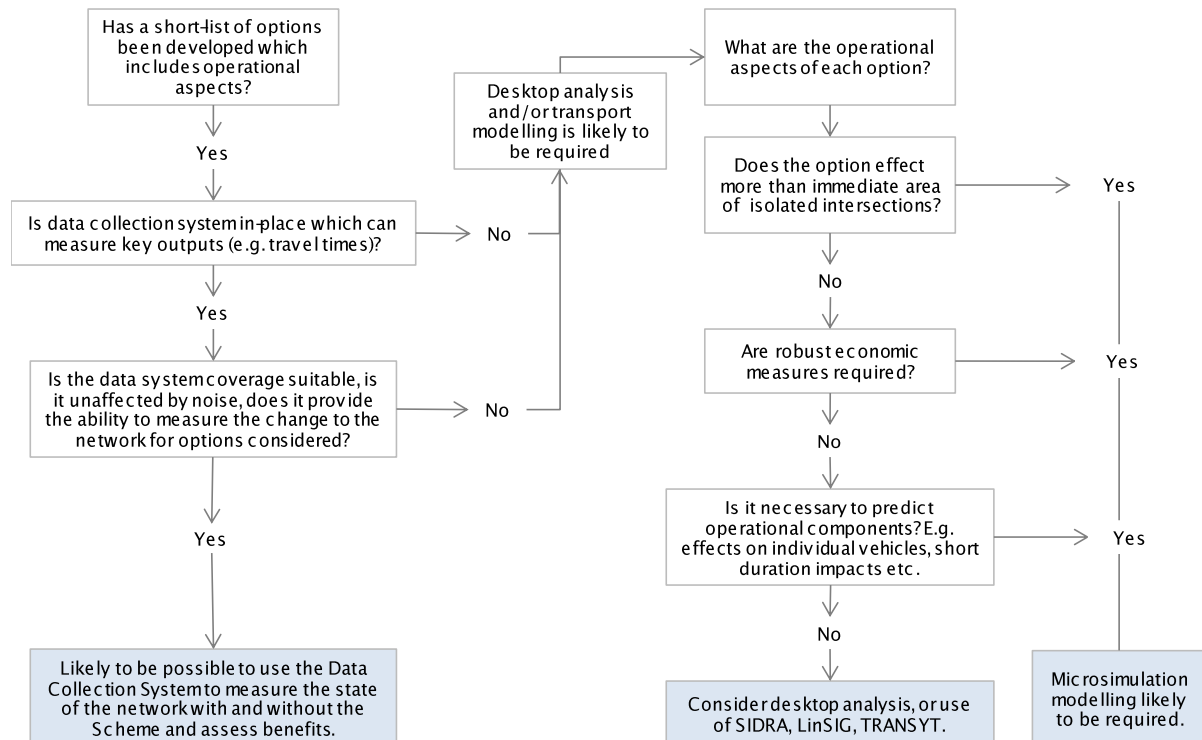 Has a short-list of options
been developed which
includes operational
aspects?
Yes
Is data collection system in-place which can
measure key outputs (e.g. travel times)?
No
Yes
Is the data system coverage suitable, is
it unaffected by noise, does it provide
the ability to measure the change to the
network for options considered?
No
Yes
Likely to be possible to use the Data
Collection System to measure the state
of the network with and without the
Scheme and assess benefits.
Desktop analysis
and/or transport
modelling is likely to
be required
What are the operational
aspects of each option?
Does the option effect
more than immediate area
of isolated intersections?
Yes
No
Are robust economic
measures required?
Yes
No
Is it necessary to predict
operational components? E.g.
effects on individual vehicles, short
duration impacts etc.
Yes
No
Consider desktop analysis, or use
of SIDRA, LinSIG, TRANSYT.
Microsimulation
modelling likely
to be required.